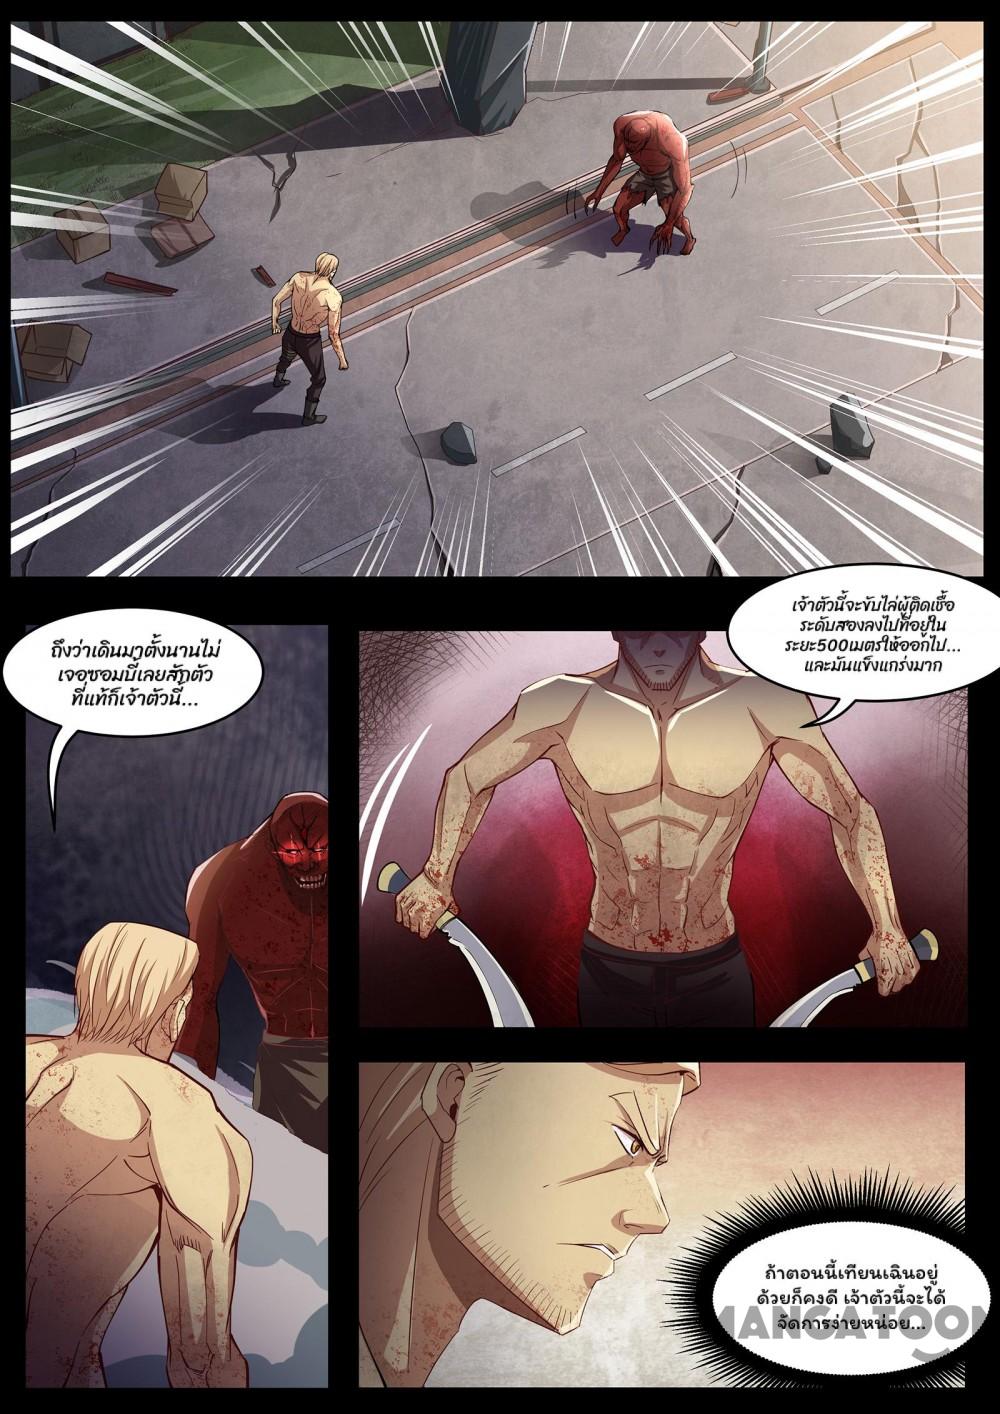 ถึงว่าเดินมาตั้งนานไม่
เจอซอมบี้เลยสักตัว
ที่แท้ก็เจ้าตัวนี้...
เจ้าตัวนี้จะขับไล่ผู้ติดเชื้อ
ระดับสองลงไปที่อยู่ใน
ระยะ500เมตรให้ออกไป...
และมันแข็งแกร่งมาก
ถ้าตอนนี้เทียนเฉินอยู่
ด้วยก็คงดี เจ้าตัวนี้จะได้
จัดการง่ายหน่อย...
MANGATOON